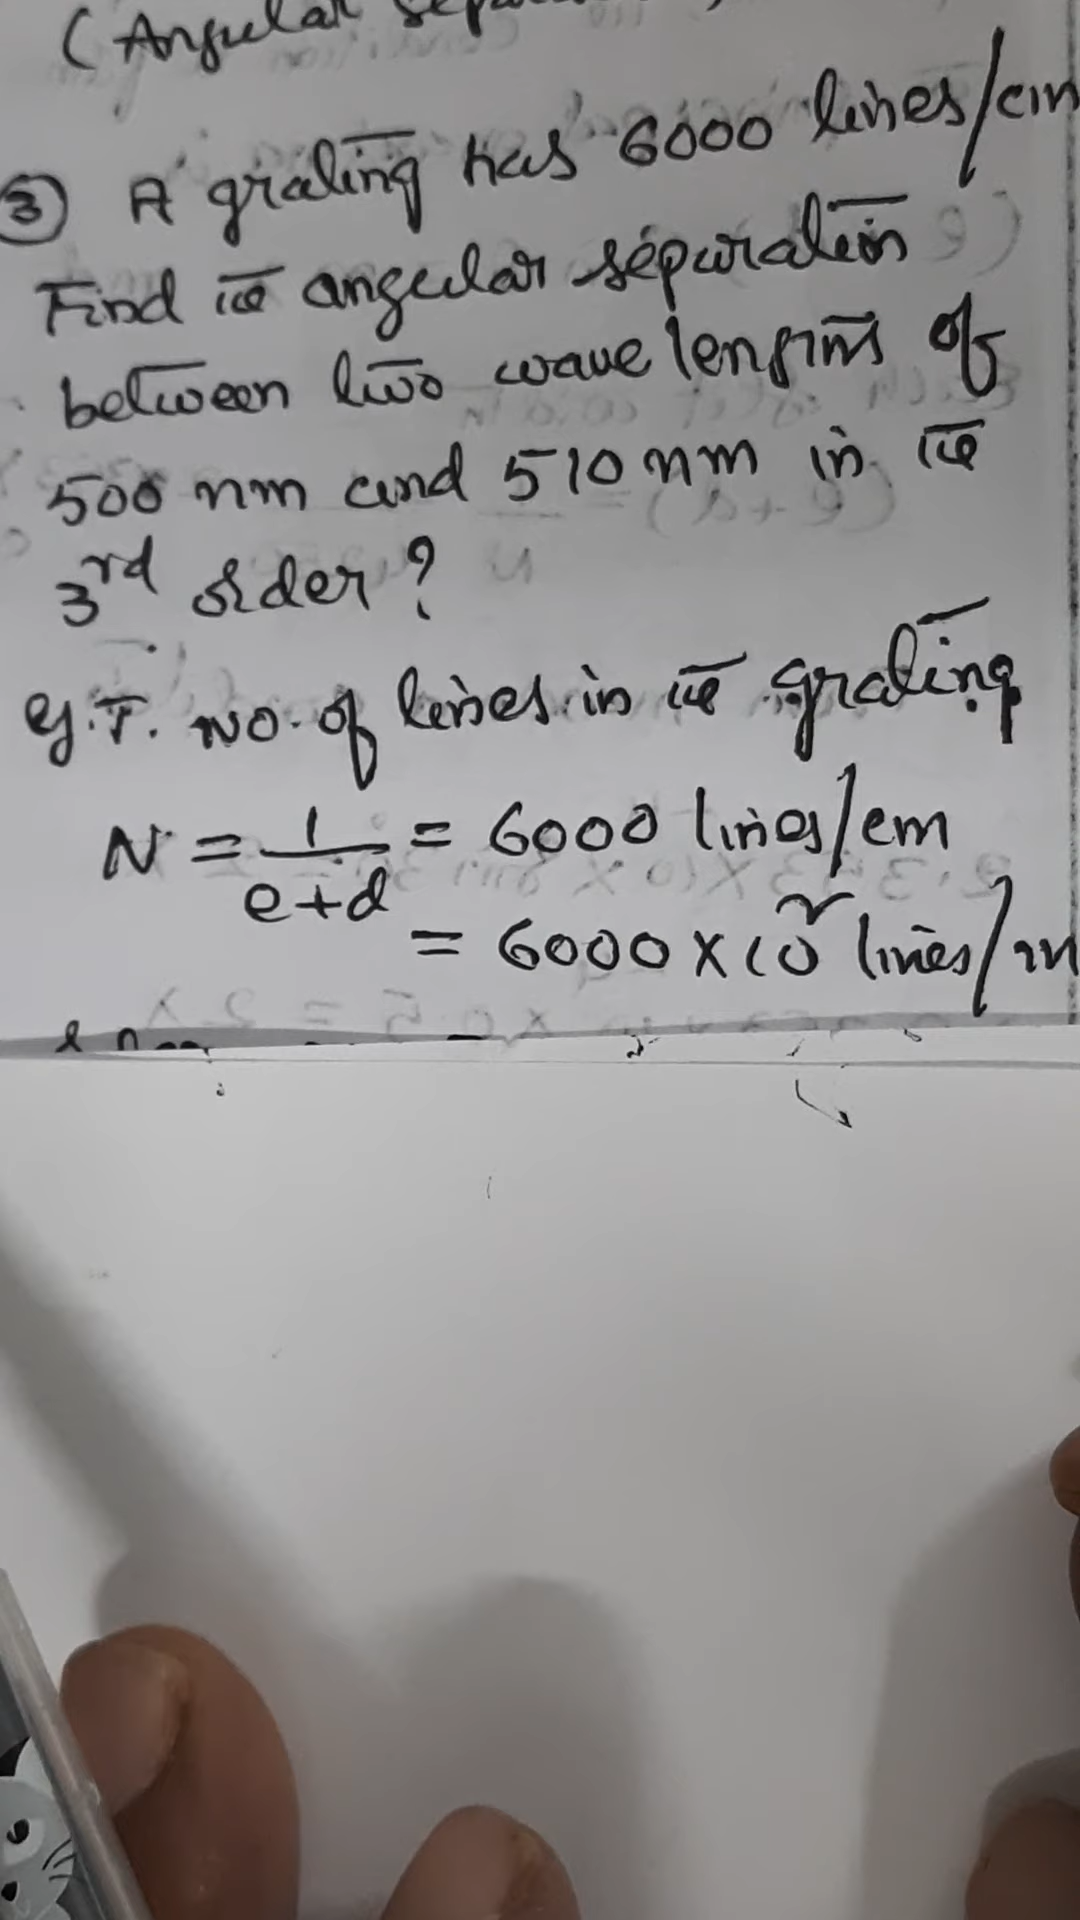 (Angular
③ A grating has 6000 lines/cm
Find the angular separation
between two wave lengths of
500 nm and 510 nm in the
3rd order?
G.T. No. of lines in the grating
N = 1/(e+d) = 6000 lines/cm
= 6000 × 10² lines/m